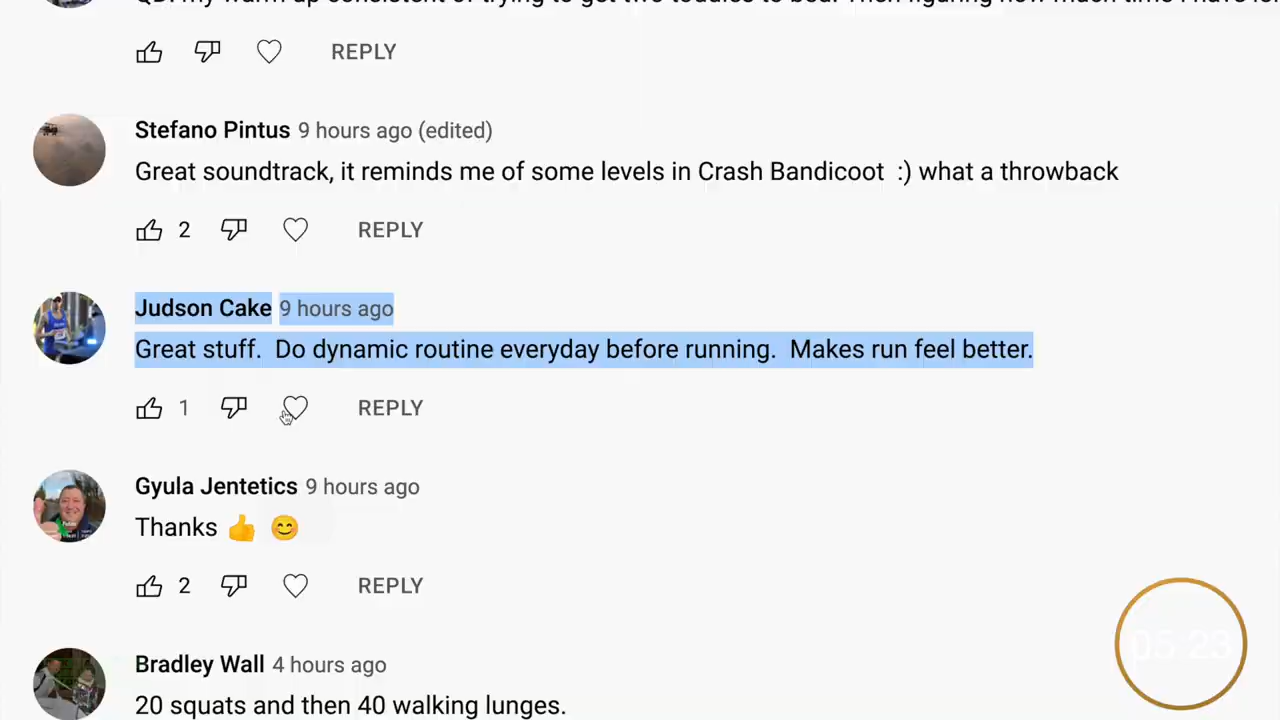 REPLY
Stefano Pintus 9 hours ago (edited)
Great soundtrack, it reminds me of some levels in Crash Bandicoot :) what a throwback
2 REPLY
Judson Cake 9 hours ago
Great stuff. Do dynamic routine everyday before running. Makes run feel better.
1 REPLY
Gyula Jentetics 9 hours ago
Thanks 👍 😊
2 REPLY
Bradley Wall 4 hours ago
20 squats and then 40 walking lunges.
05:23